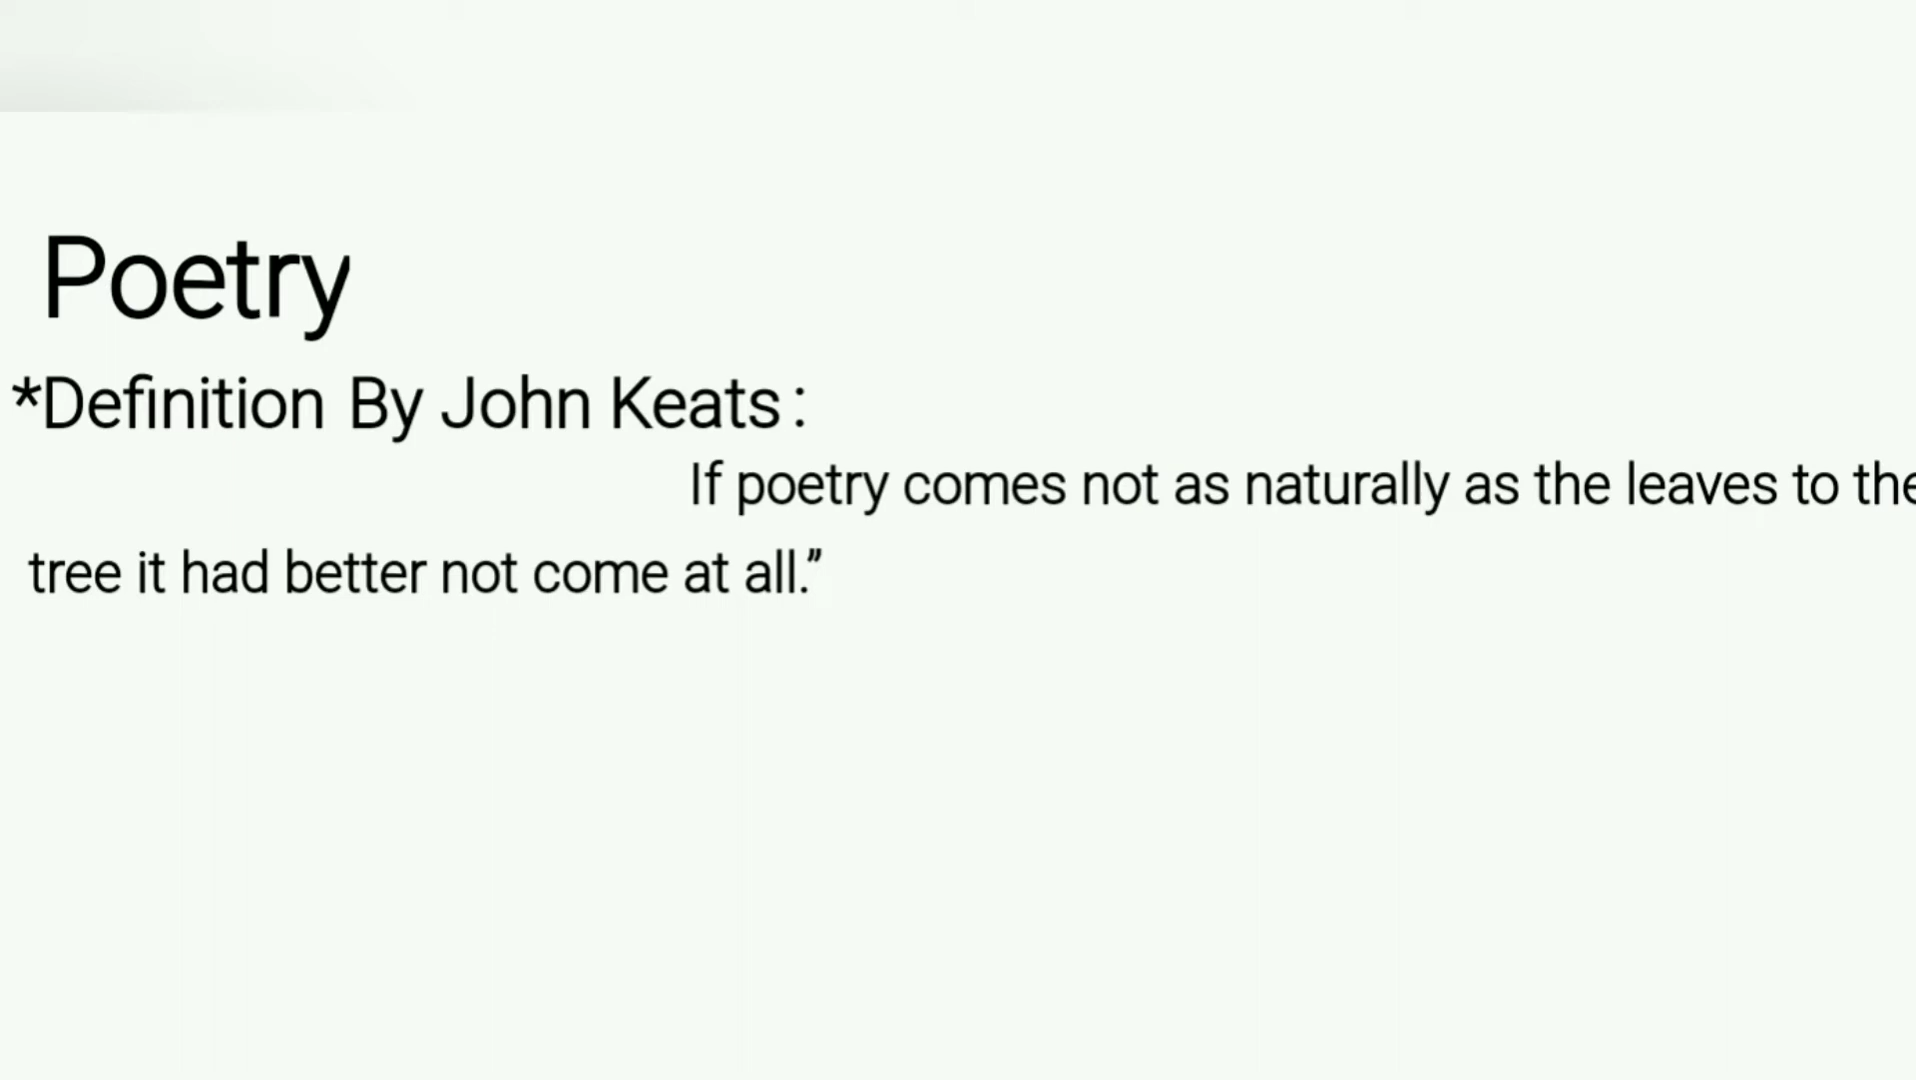 Poetry
*Definition By John Keats :
If poetry comes not as naturally as the leaves to the
tree it had better not come at all.”